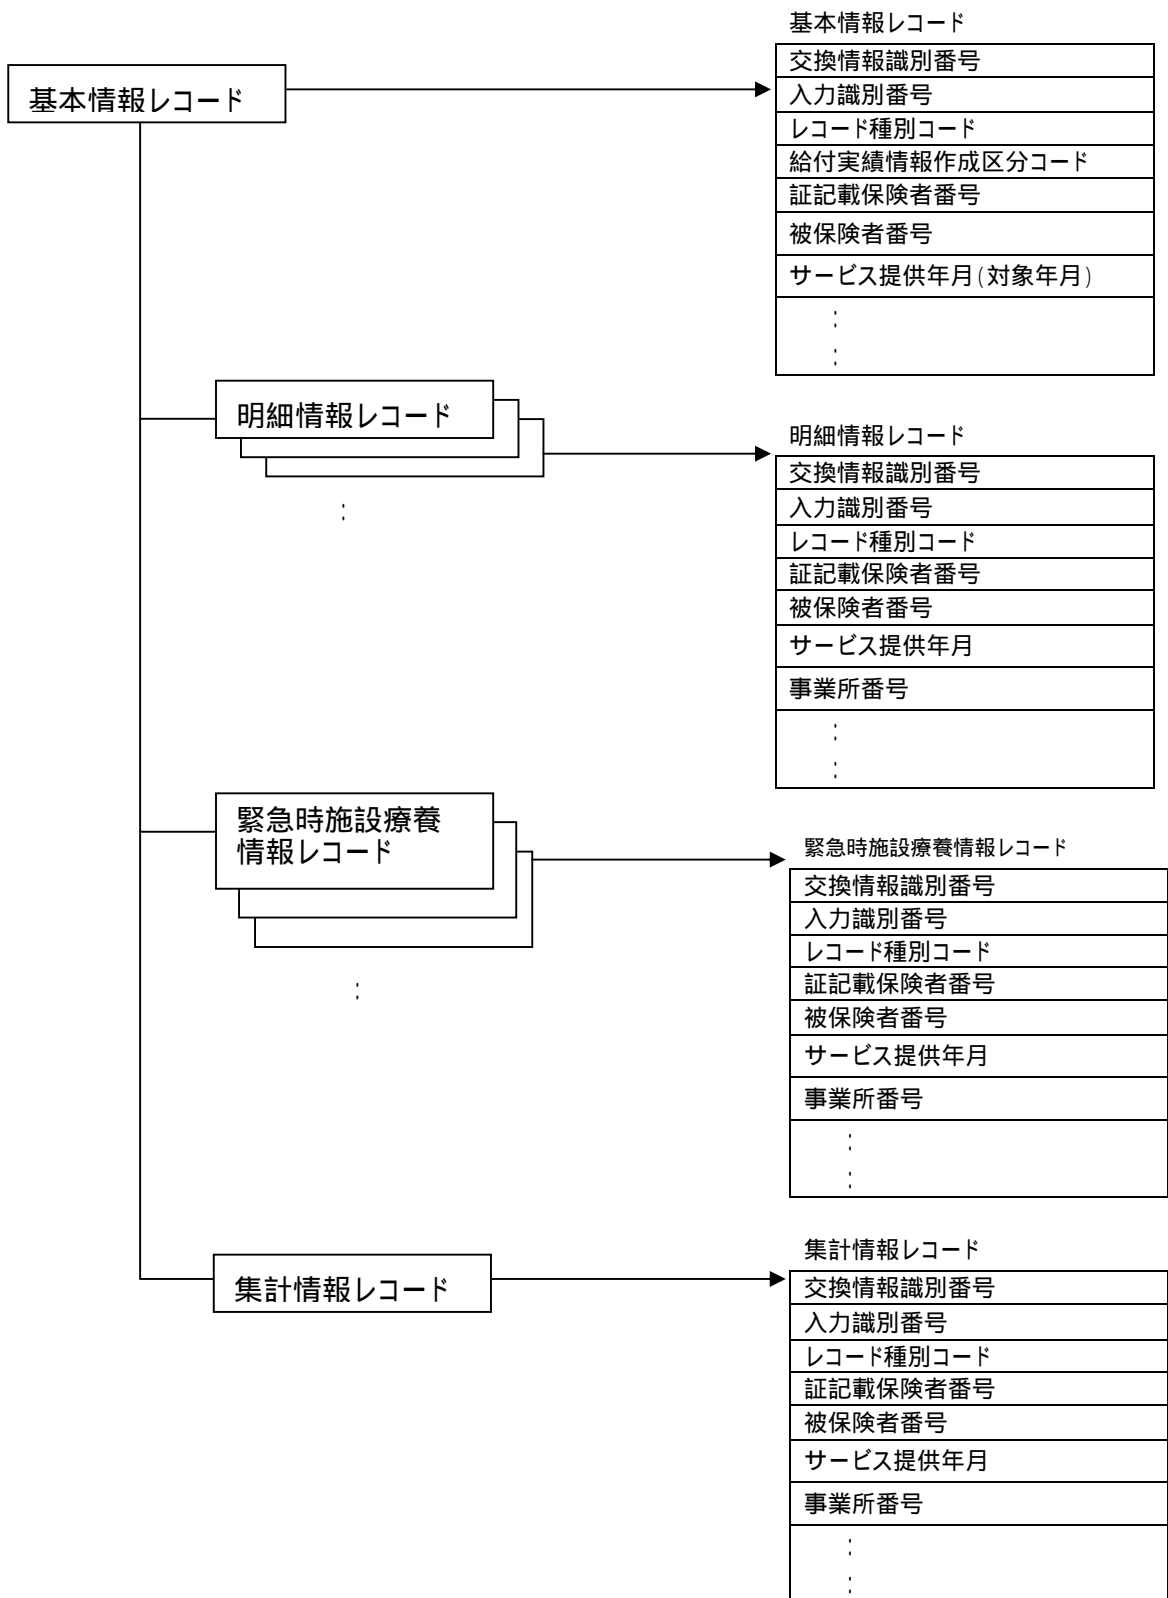 基本情報レコード
基本情報レコード
交換情報識別番号
入力識別番号
レコード種別コード
給付実績情報作成区分コード
証記載保険者番号
被保険者番号
サービス提供年月(対象年月)
:
:
明細情報レコード
:
明細情報レコード
交換情報識別番号
入力識別番号
レコード種別コード
証記載保険者番号
被保険者番号
サービス提供年月
事業所番号
:
:
緊急時施設療養
情報レコード
:
緊急時施設療養情報レコード
交換情報識別番号
入力識別番号
レコード種別コード
証記載保険者番号
被保険者番号
サービス提供年月
事業所番号
:
:
集計情報レコード
集計情報レコード
交換情報識別番号
入力識別番号
レコード種別コード
証記載保険者番号
被保険者番号
サービス提供年月
事業所番号
:
: